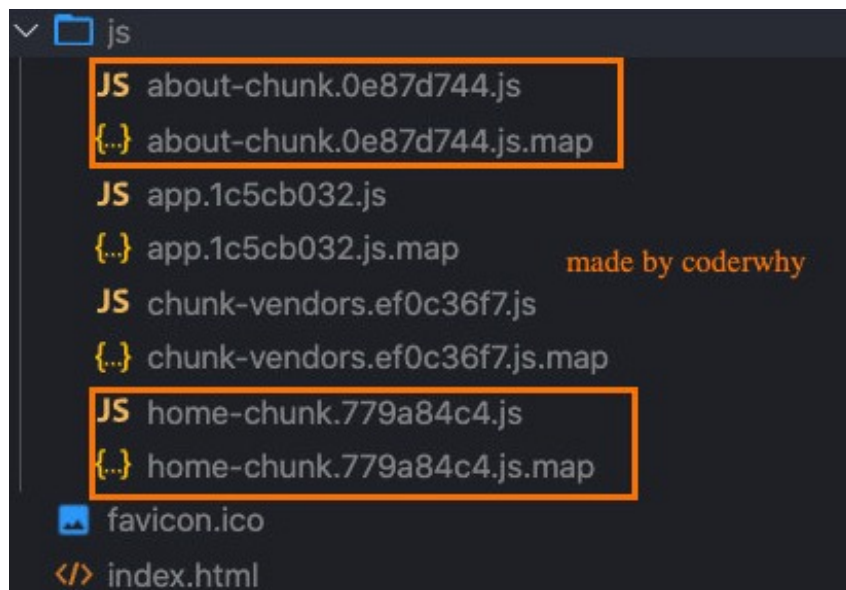 js
JS about-chunk.0e87d744.js
{...} about-chunk.0e87d744.js.map
JS app.1c5cb032.js
{...} app.1c5cb032.js.map
made by coderwhy
JS chunk-vendors.ef0c36f7.js
{...} chunk-vendors.ef0c36f7.js.map
JS home-chunk.779a84c4.js
{...} home-chunk.779a84c4.js.map
favicon.ico
</> index.html